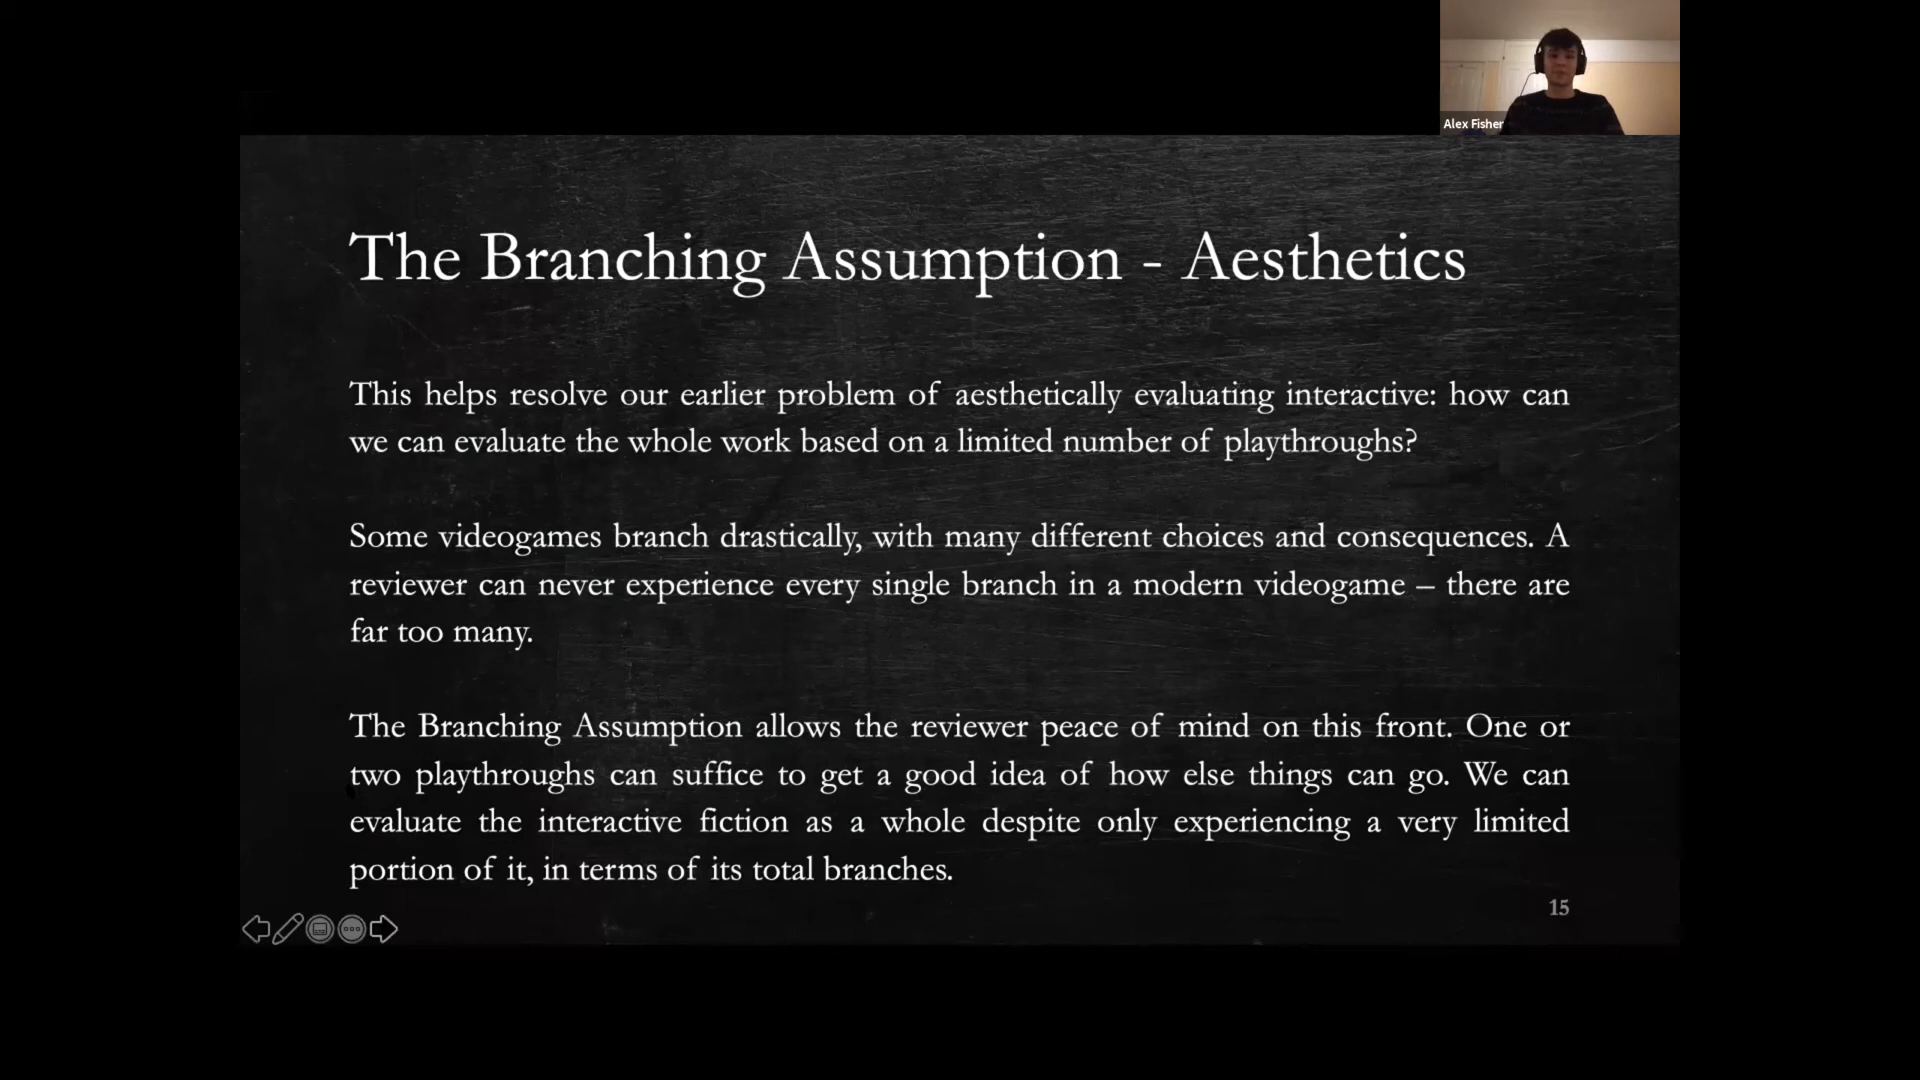 Alex Fisher
The Branching Assumption - Aesthetics
This helps resolve our earlier problem of aesthetically evaluating interactive: how can
we can evaluate the whole work based on a limited number of playthroughs?
Some videogames branch drastically, with many different choices and consequences. A
reviewer can never experience every single branch in a modern videogame – there are
far too many.
The Branching Assumption allows the reviewer peace of mind on this front. One or
two playthroughs can suffice to get a good idea of how else things can go. We can
evaluate the interactive fiction as a whole despite only experiencing a very limited
portion of it, in terms of its total branches.
15